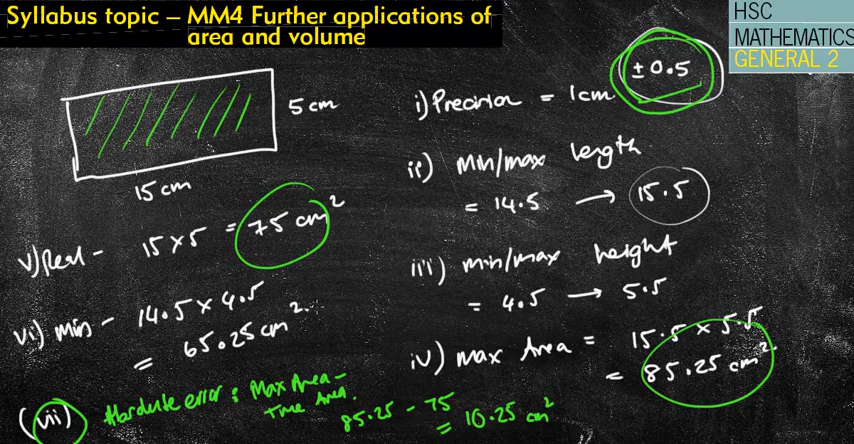 Syllabus topic – MM4 Further applications of
area and volume
HSC
MATHEMATICS
GENERAL 2
5 cm
15 cm
i) Precision = 1cm ± 0.5
ii) Min/max length
= 14.5 → 15.5
iii) min/max height
= 4.5 → 5.5
iv) Max Area = 15.5 x 5.5
= 85.25 cm².
v) Real - 15 x 5 = 75 cm²
vi) min - 14.5 x 4.5
= 65.25 cm².
(vii) Absolute error : Max Area -
True Area.
85.25 - 75
= 10.25 cm²